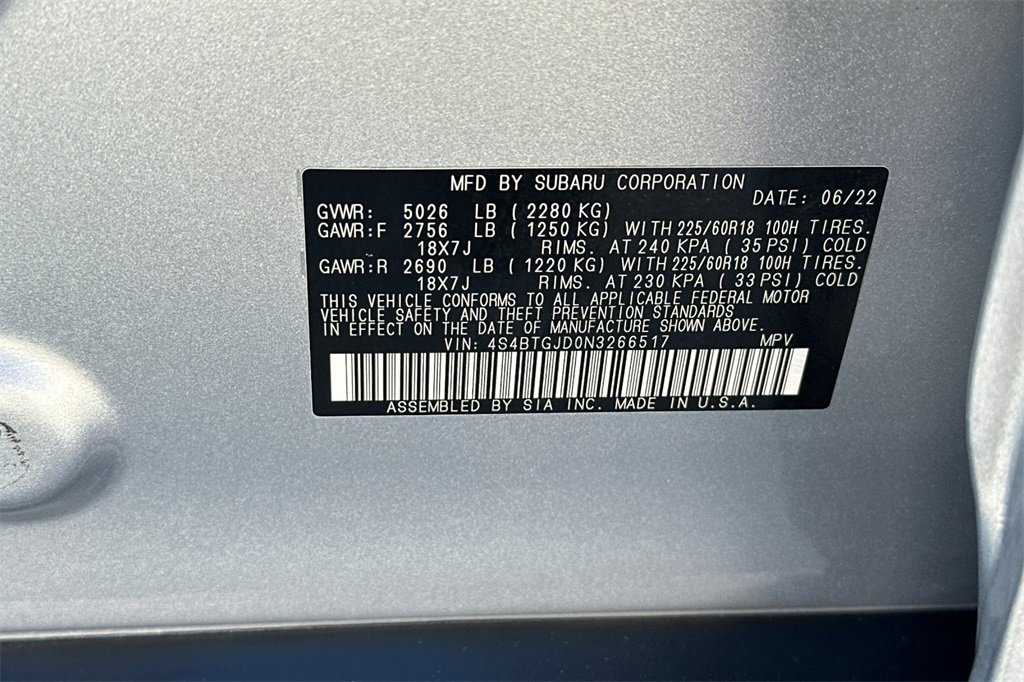 MFD BY SUBARU CORPORATION DATE: 06/22
GVWR: 5026 LB ( 2280 KG)
GAWR:F 2756 LB ( 1250 KG) WITH 225/60R18 100H TIRES.
18X7J RIMS. AT 240 KPA ( 35 PSI) COLD
GAWR:R 2690 LB ( 1220 KG) WITH 225/60R18 100H TIRES.
18X7J RIMS. AT 230 KPA ( 33 PSI) COLD
THIS VEHICLE CONFORMS TO ALL APPLICABLE FEDERAL MOTOR
VEHICLE SAFETY AND THEFT PREVENTION STANDARDS
IN EFFECT ON THE DATE OF MANUFACTURE SHOWN ABOVE.
VIN: 4S4BTGJD0N3266517 MPV
ASSEMBLED BY SIA INC. MADE IN U.S.A.